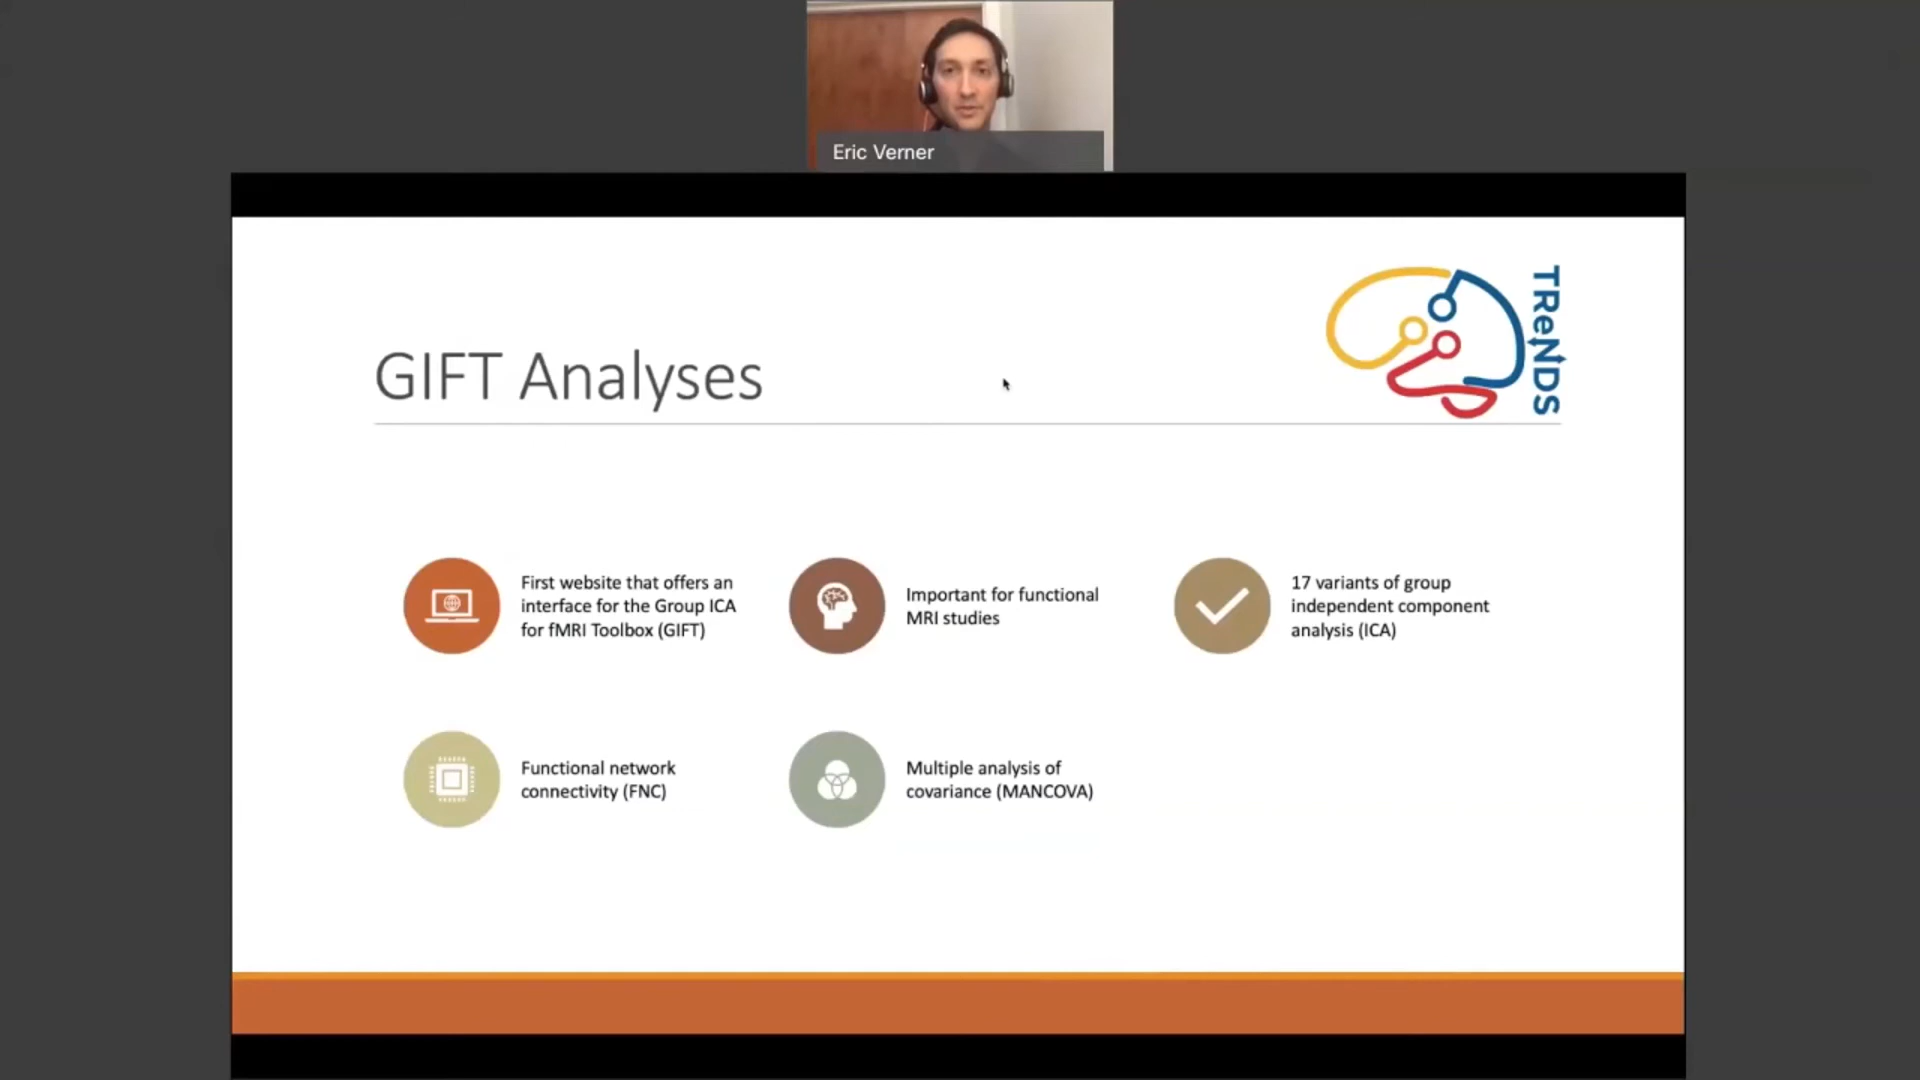 Eric Verner
TReNDS
GIFT Analyses
First website that offers an
interface for the Group ICA
for fMRI Toolbox (GIFT)
Important for functional
MRI studies
17 variants of group
independent component
analysis (ICA)
Functional network
connectivity (FNC)
Multiple analysis of
covariance (MANCOVA)